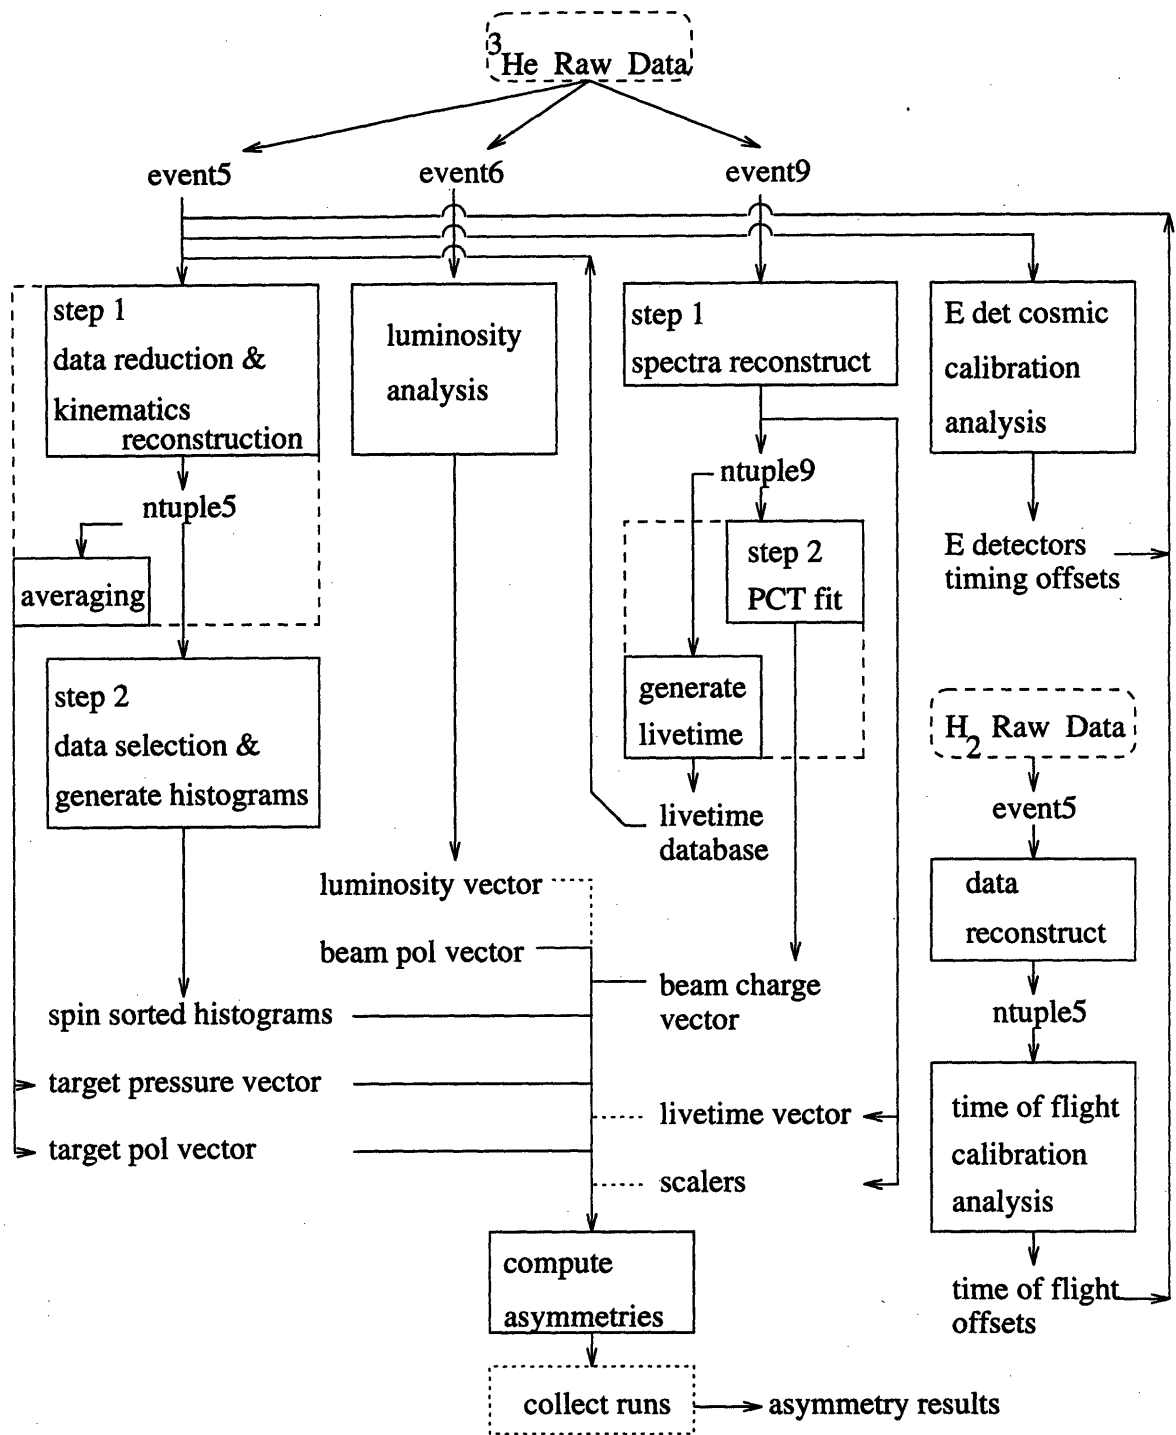 3He Raw Data
event5
event6
event9
step 1
data reduction &
kinematics
reconstruction
luminosity
analysis
step 1
spectra reconstruct
E det cosmic
calibration
analysis
ntuple5
averaging
ntuple9
step 2
PCT fit
E detectors
timing offsets
step 2
data selection &
generate histograms
generate
livetime
livetime
database
H2 Raw Data
event5
data
reconstruct
ntuple5
time of flight
calibration
analysis
time of flight
offsets
luminosity vector
beam pol vector
beam charge
vector
spin sorted histograms
target pressure vector
livetime vector
target pol vector
scalers
compute
asymmetries
collect runs
asymmetry results